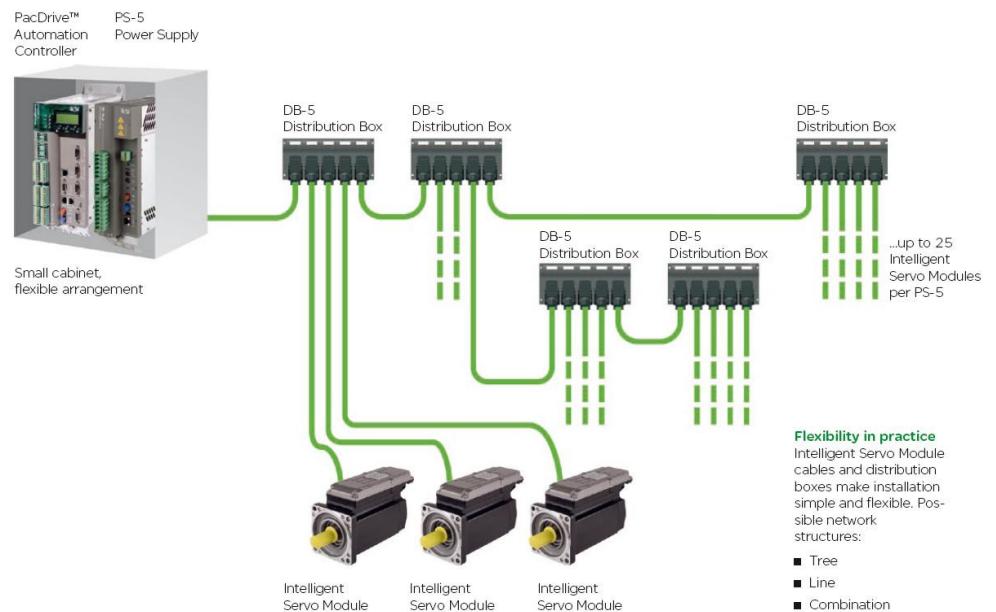 PacDrive™
Automation
Controller
PS-5
Power Supply
DB-5
Distribution Box
DB-5
Distribution Box
DB-5
Distribution Box
Small cabinet,
flexible arrangement
DB-5
Distribution Box
DB-5
Distribution Box
...up to 25
Intelligent
Servo Modules
per PS-5
Flexibility in practice
Intelligent Servo Module
cables and distribution
boxes make installation
simple and flexible. Pos-
sible network
structures:
■ Tree
■ Line
■ Combination
Intelligent
Servo Module
Intelligent
Servo Module
Intelligent
Servo Module